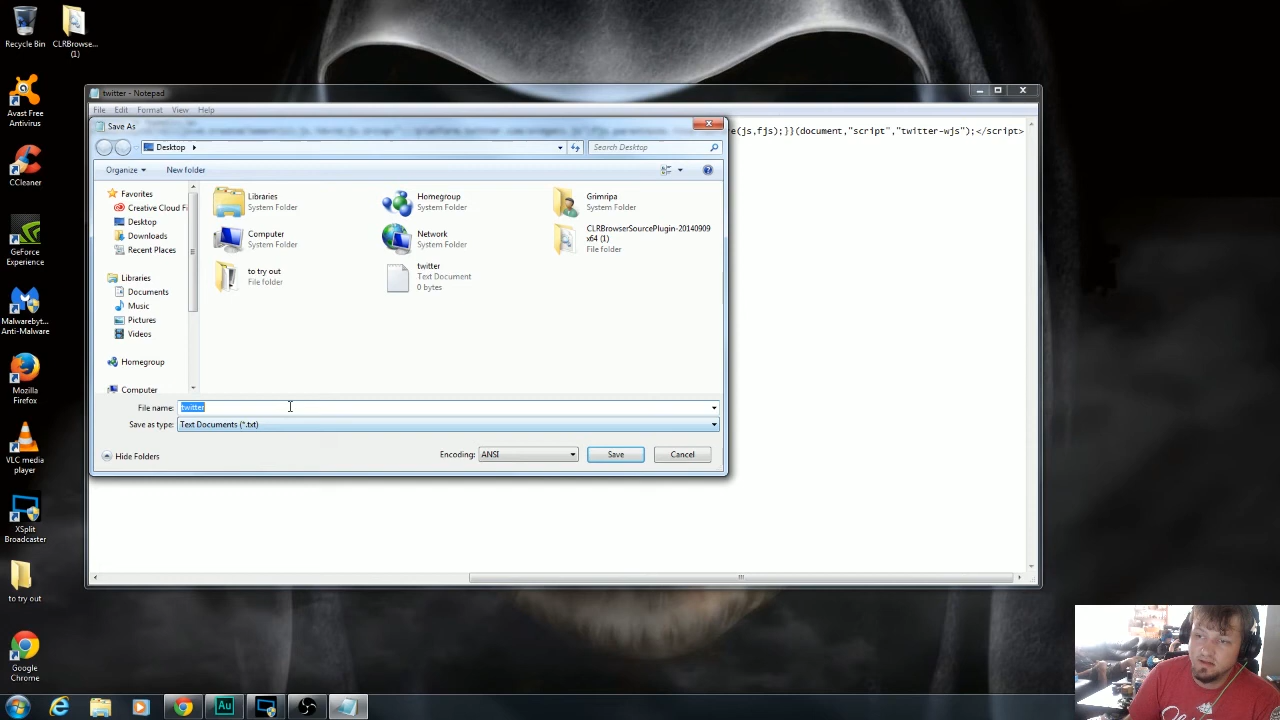 Recycle Bin
CLRBrowse...
(1)
Avast Free
Antivirus
CCleaner
GeForce
Experience
Malwarebyt...
Anti-Malware
Mozilla
Firefox
VLC media
player
XSplit
Broadcaster
to try out
Google
Chrome
twitter - Notepad
File Edit Format View Help
(js,fjs);}}(document,"script","twitter-wjs");</script>
Save As
Desktop
Search Desktop
Organize
New folder
Favorites
Creative Cloud Fi
Desktop
Downloads
Recent Places
Libraries
Documents
Music
Pictures
Videos
Homegroup
Computer
Libraries
System Folder
Homegroup
System Folder
Grimripa
System Folder
Computer
System Folder
Network
System Folder
CLRBrowserSourcePlugin-20140909
x64 (1)
File folder
to try out
File folder
twitter
Text Document
0 bytes
File name: twitter
Save as type: Text Documents (*.txt)
Hide Folders
Encoding: ANSI
Save
Cancel
Au